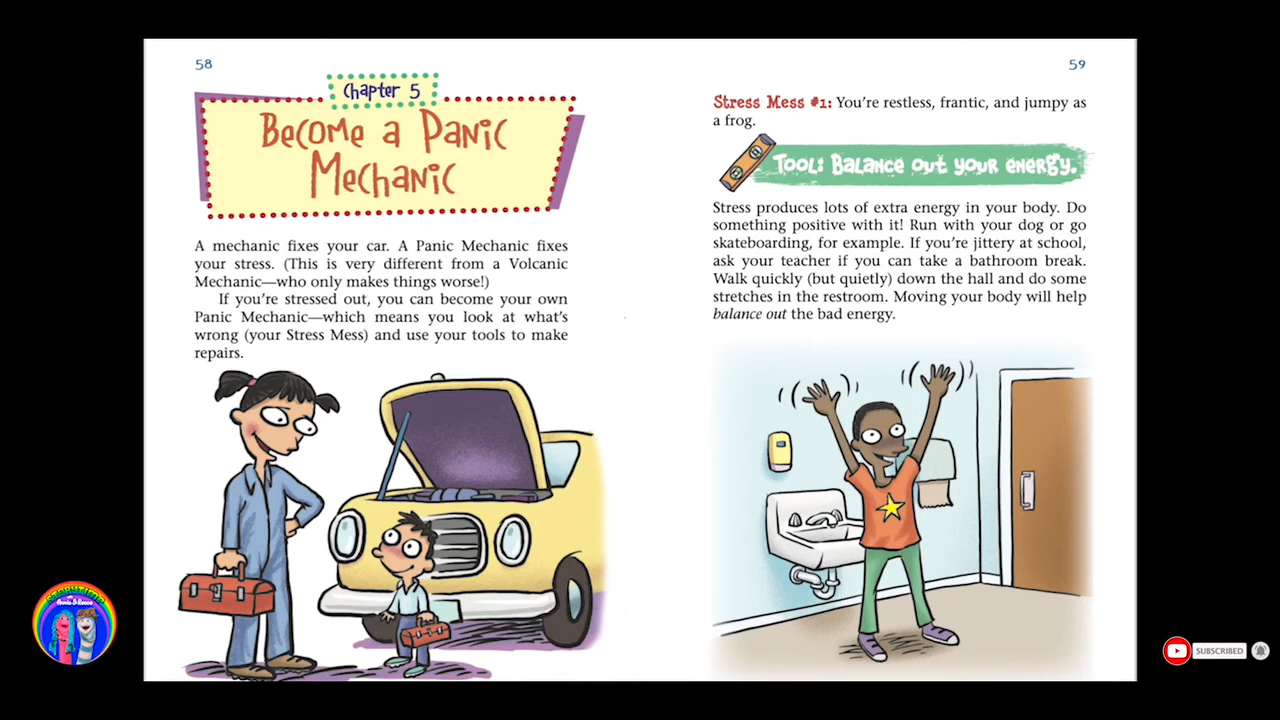 58
Chapter 5
Become a Panic
Mechanic
A mechanic fixes your car. A Panic Mechanic fixes
your stress. (This is very different from a Volcanic
Mechanic—who only makes things worse!)
If you're stressed out, you can become your own
Panic Mechanic—which means you look at what's
wrong (your Stress Mess) and use your tools to make
repairs.
59
Stress Mess #1: You're restless, frantic, and jumpy as
a frog.
Tool: Balance out your energy.
Stress produces lots of extra energy in your body. Do
something positive with it! Run with your dog or go
skateboarding, for example. If you're jittery at school,
ask your teacher if you can take a bathroom break.
Walk quickly (but quietly) down the hall and do some
stretches in the restroom. Moving your body will help
balance out the bad energy.
STORYTIME
Annie & Rocco
SUBSCRIBED